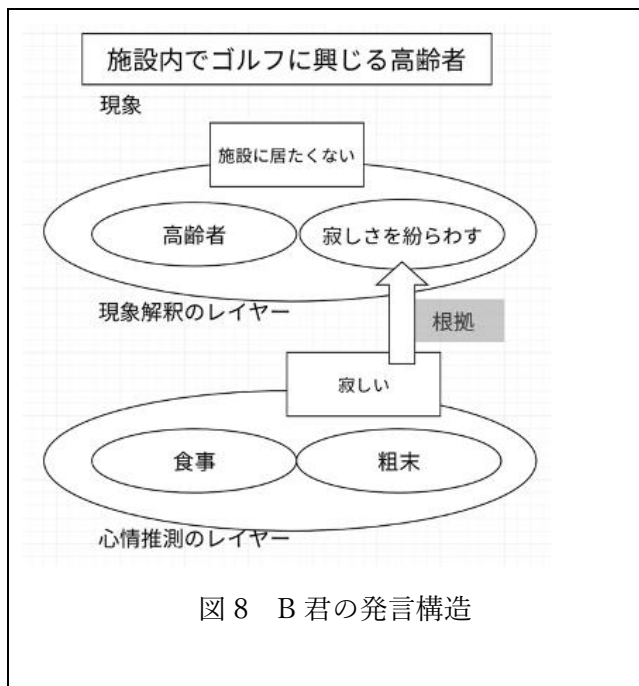 施設内でゴルフに興じる高齢者
現象
施設に居たくない
高齢者
寂しさを紛らわす
現象解釈のレイヤー
根拠
寂しい
食事
粗末
心情推測のレイヤー
図8 B君の発言構造